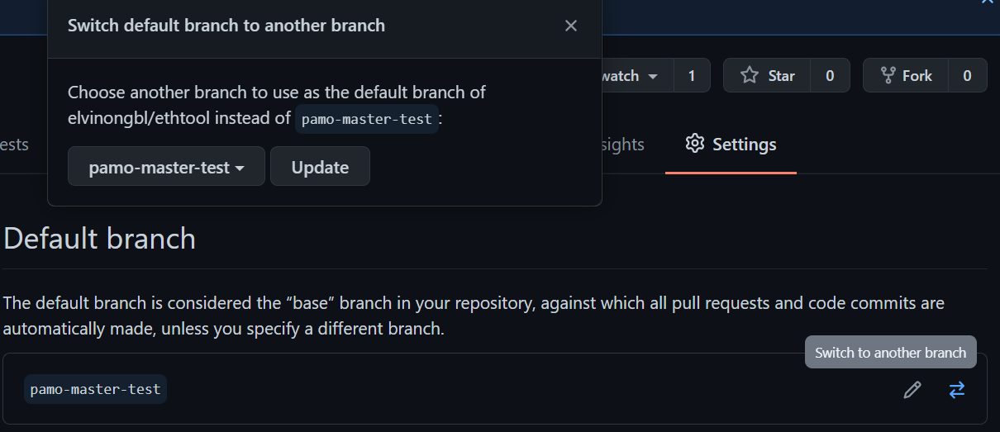 Switch default branch to another branch
Choose another branch to use as the default branch of
elvinongbl/ethtool instead of pamo-master-test:
pamo-master-test
Update
1
Star
0
Fork
0
Settings
Default branch
The default branch is considered the “base” branch in your repository, against which all pull requests and code commits are
automatically made, unless you specify a different branch.
Switch to another branch
pamo-master-test